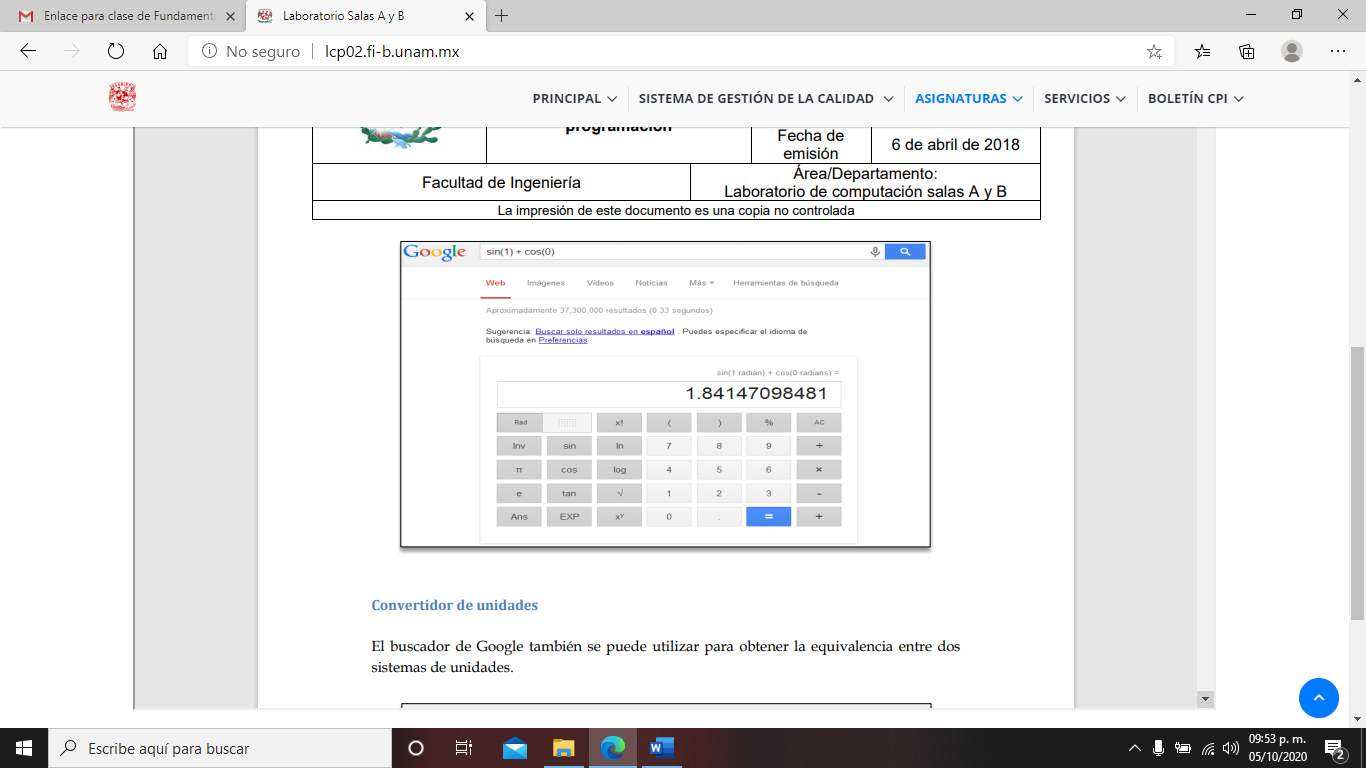 Enlace para clase de Fundament
Laboratorio Salas A y B
No seguro
lcp02.fi-b.unam.mx
PRINCIPAL
SISTEMA DE GESTIÓN DE LA CALIDAD
ASIGNATURAS
SERVICIOS
BOLETÍN CPI
programación
Fecha de
emisión
6 de abril de 2018
Facultad de Ingeniería
Área/Departamento:
Laboratorio de computación salas A y B
La impresión de este documento es una copia no controlada
Google
sin(1) + cos(0)
Web Imágenes Vídeos Noticias Más Herramientas de búsqueda
Aproximadamente 37,300,000 resultados (0.33 segundos)
Sugerencia: Buscar solo resultados en español . Puedes especificar el idioma de
búsqueda en Preferencias
sin(1 radian) + cos(0 radians) =
1.84147098481
Rad x! ( ) % AC
Inv sin ln 7 8 9 ÷
π cos log 4 5 6 ×
e tan √ 1 2 3 -
Ans EXP xʸ 0 . = +
Convertidor de unidades
El buscador de Google también se puede utilizar para obtener la equivalencia entre dos
sistemas de unidades.
Escribe aquí para buscar
09:53 p. m.
05/10/2020
2